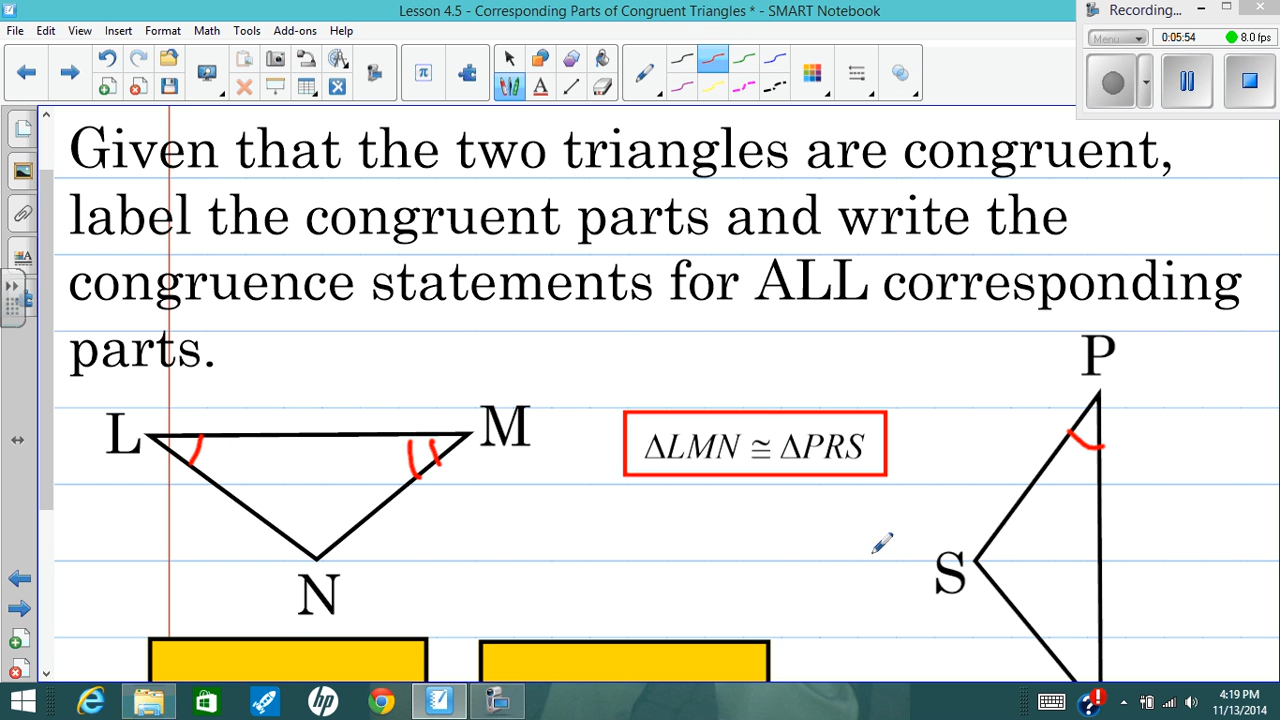 Lesson 4.5 - Corresponding Parts of Congruent Triangles * - SMART Notebook
Recording...
File Edit View Insert Format Math Tools Add-ons Help
Menu
0:05:54
8.0 fps
π
A
Given that the two triangles are congruent,
label the congruent parts and write the
congruence statements for ALL corresponding
parts.
P
L
M
ΔLMN ≅ ΔPRS
S
N
4:19 PM
11/13/2014